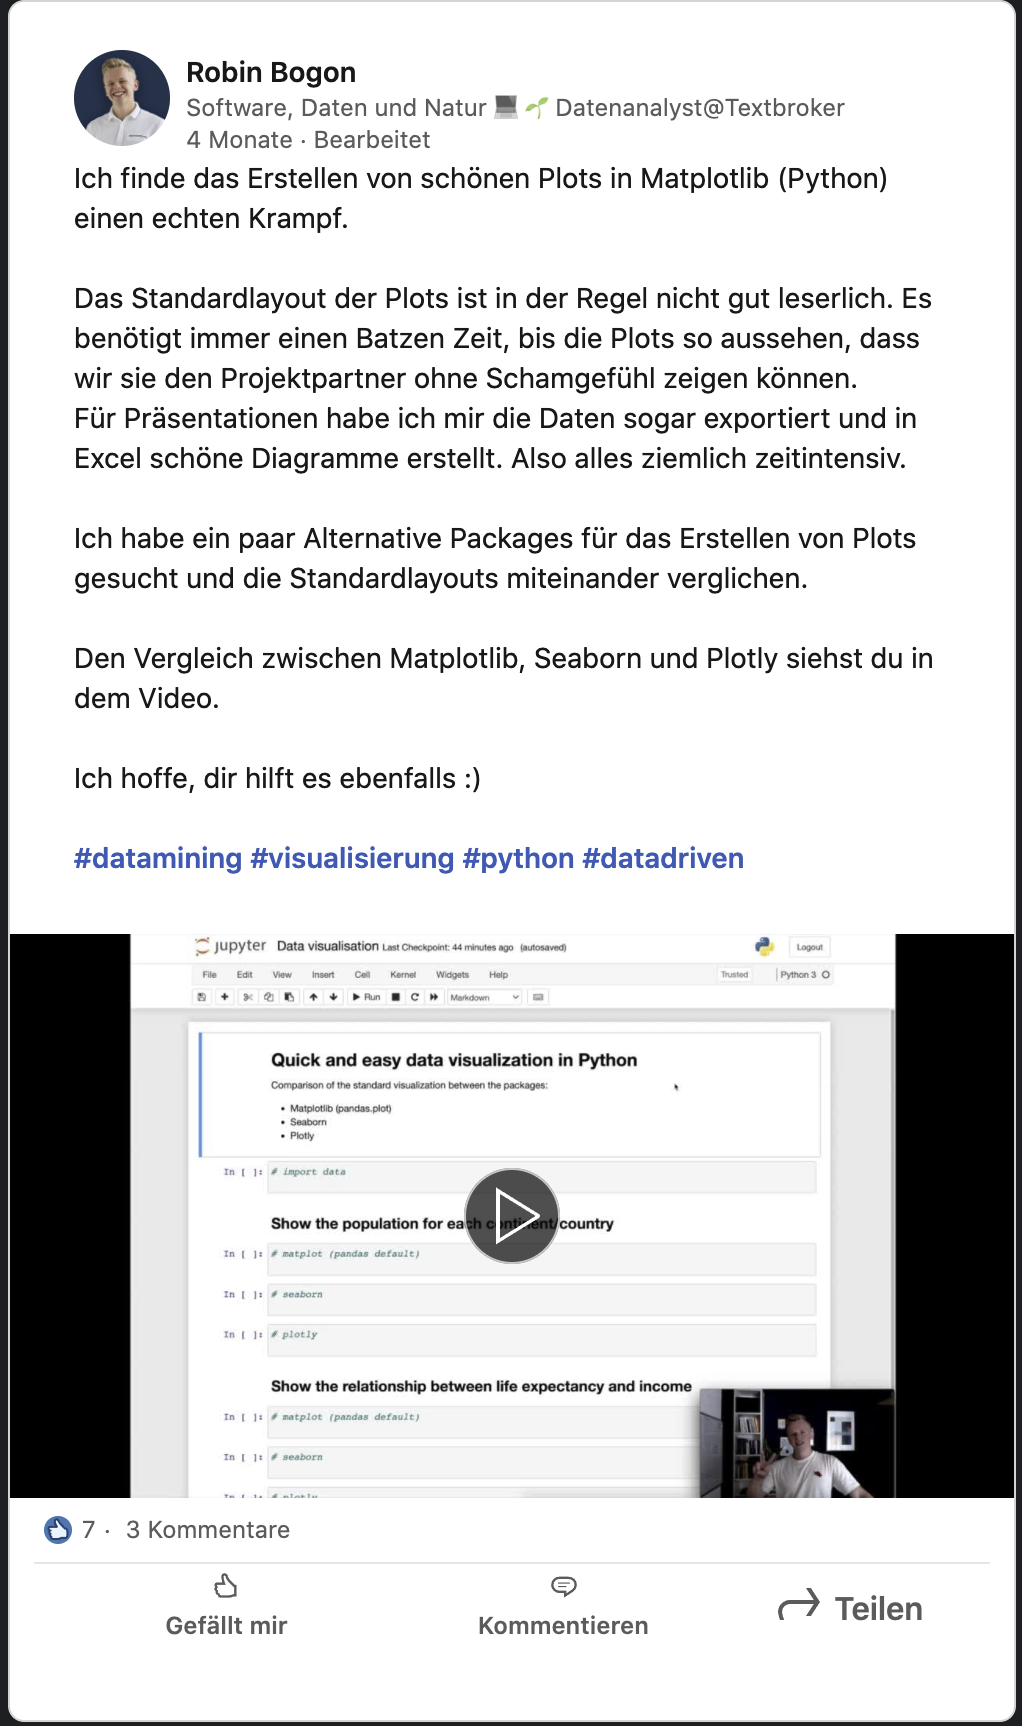 Robin Bogon
Software, Daten und Natur 💻 🌱 Datenanalyst@Textbroker
4 Monate · Bearbeitet
Ich finde das Erstellen von schönen Plots in Matplotlib (Python)
einen echten Krampf.
Das Standardlayout der Plots ist in der Regel nicht gut leserlich. Es
benötigt immer einen Batzen Zeit, bis die Plots so aussehen, dass
wir sie den Projektpartner ohne Schamgefühl zeigen können.
Für Präsentationen habe ich mir die Daten sogar exportiert und in
Excel schöne Diagramme erstellt. Also alles ziemlich zeitintensiv.
Ich habe ein paar Alternative Packages für das Erstellen von Plots
gesucht und die Standardlayouts miteinander verglichen.
Den Vergleich zwischen Matplotlib, Seaborn und Plotly siehst du in
dem Video.
Ich hoffe, dir hilft es ebenfalls :)
#datamining #visualisierung #python #datadriven
jupyter Data visualisation Last Checkpoint: 44 minutes ago (autosaved)
Logout
File Edit View Insert Cell Kernel Widgets Help
Trusted | Python 3
Run Markdown
Quick and easy data visualization in Python
Comparison of the standard visualization between the packages:
• Matplotlib (pandas.plot)
• Seaborn
• Plotly
In [ ]: # import data
Show the population for each continent/country
In [ ]: # matplot (pandas default)
In [ ]: # seaborn
In [ ]: # plotly
Show the relationship between life expectancy and income
In [ ]: # matplot (pandas default)
In [ ]: # seaborn
In [ ]: # plotly
7 · 3 Kommentare
Gefällt mir
Kommentieren
Teilen